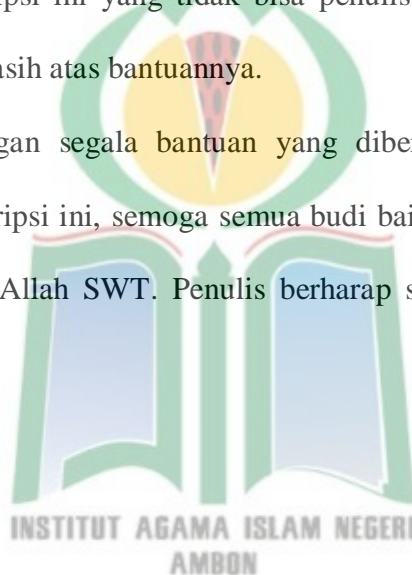 psi ini yang tidak bisa penulis
asih atas bantuannya.
gan segala bantuan yang diber
ripsi ini, semoga semua budi bai
Allah SWT. Penulis berharap s
INSTITUT AGAMA ISLAM NEGERI
AMBON